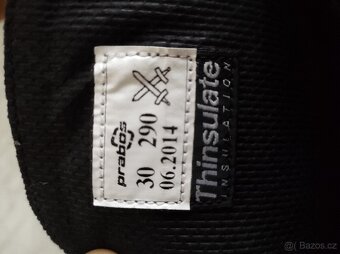 prabos
30 290
06.2014
Thinsulate
INSULATION
Bazos.cz